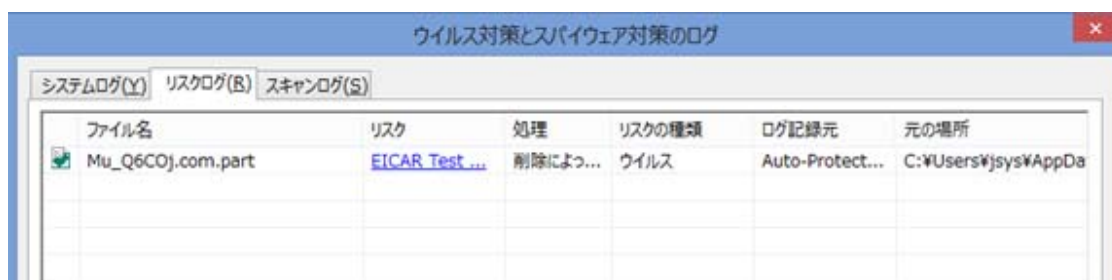 ウイルス対策とスパイウェア対策のログ
システムログ(Y) リスクログ(R) スキャンログ(S)
ファイル名 リスク 処理 リスクの種類 ログ記録元 元の場所
Mu_Q6COj.com.part EICAR Test ... 削除によっ... ウイルス Auto-Protect... C:¥Users¥jsys¥AppDa